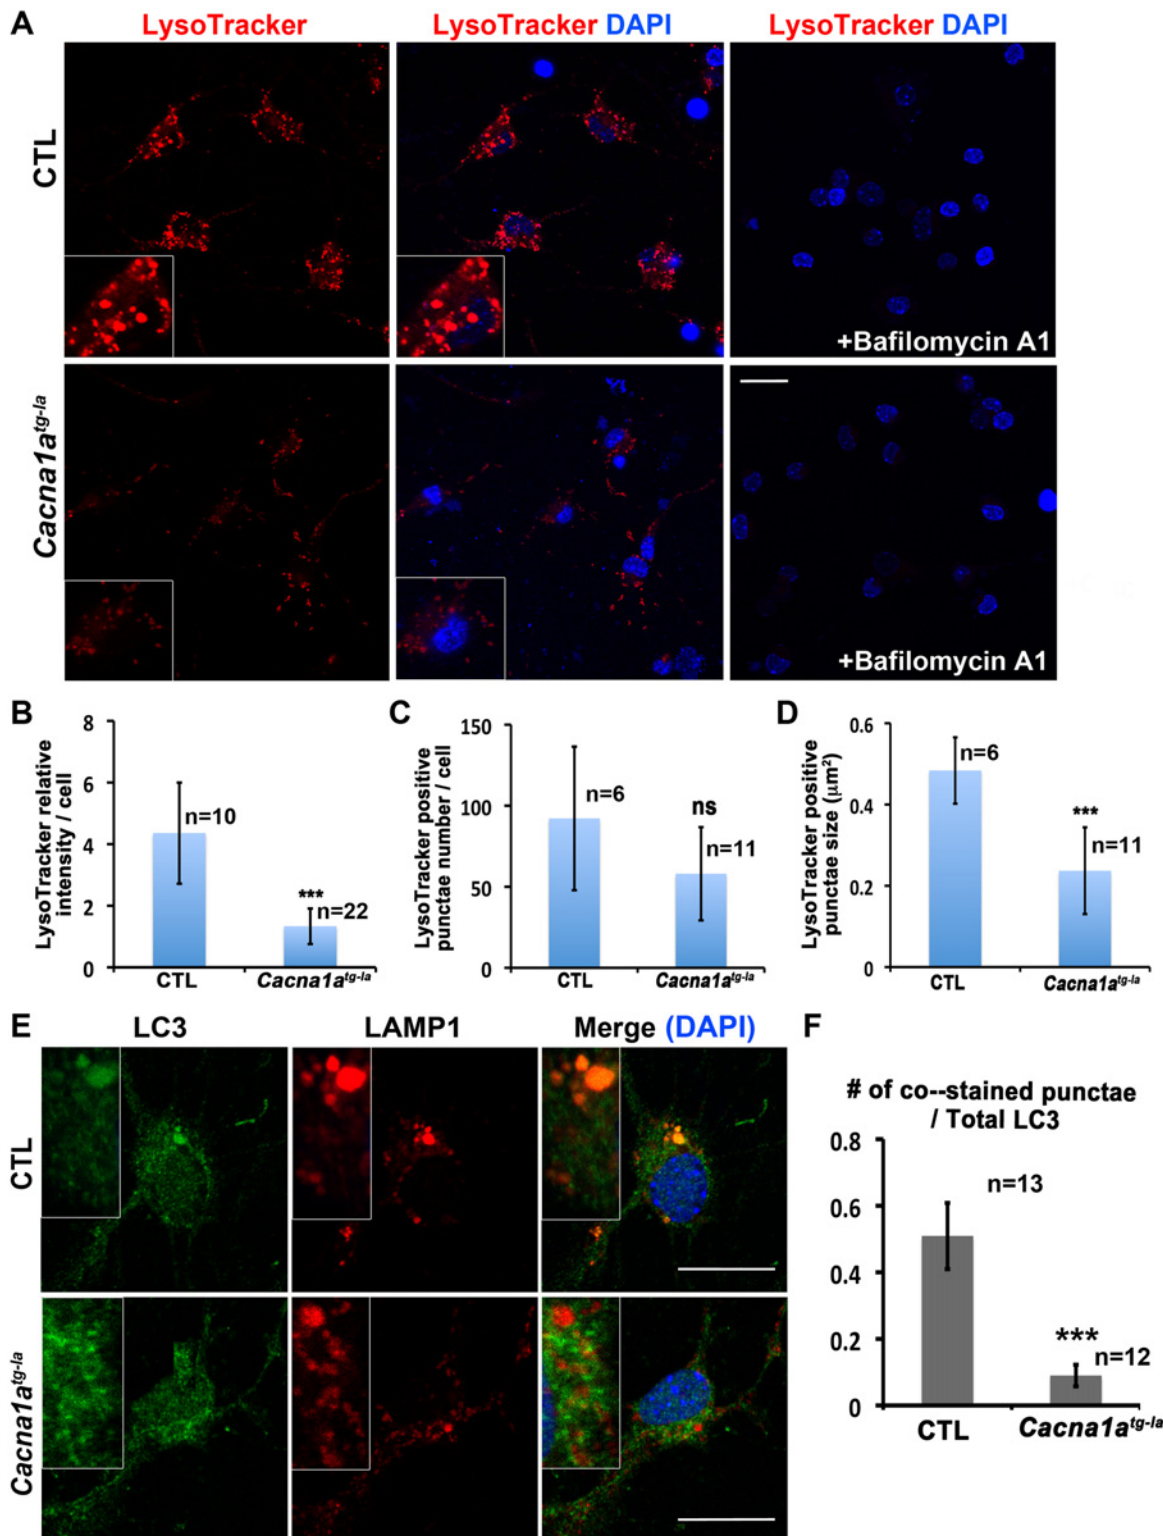 A
LysoTracker
LysoTracker DAPI
LysoTracker DAPI
CTL
+Bafilomycin A1
Cacna1a^tg-la
+Bafilomycin A1
B
LysoTracker relative
intensity / cell
8
6
4
2
0
n=10
***
n=22
CTL
Cacna1a^tg-la
C
LysoTracker positive
punctae number / cell
150
100
50
0
n=6
ns
n=11
CTL
Cacna1a^tg-la
D
LysoTracker positive
punctae size (μm²)
0.6
0.4
0.2
0
n=6
***
n=11
CTL
Cacna1a^tg-la
E
LC3
LAMP1
Merge (DAPI)
CTL
Cacna1a^tg-la
F
# of co--stained punctae
/ Total LC3
0.8
0.6
0.4
0.2
0
n=13
***
n=12
CTL
Cacna1a^tg-la